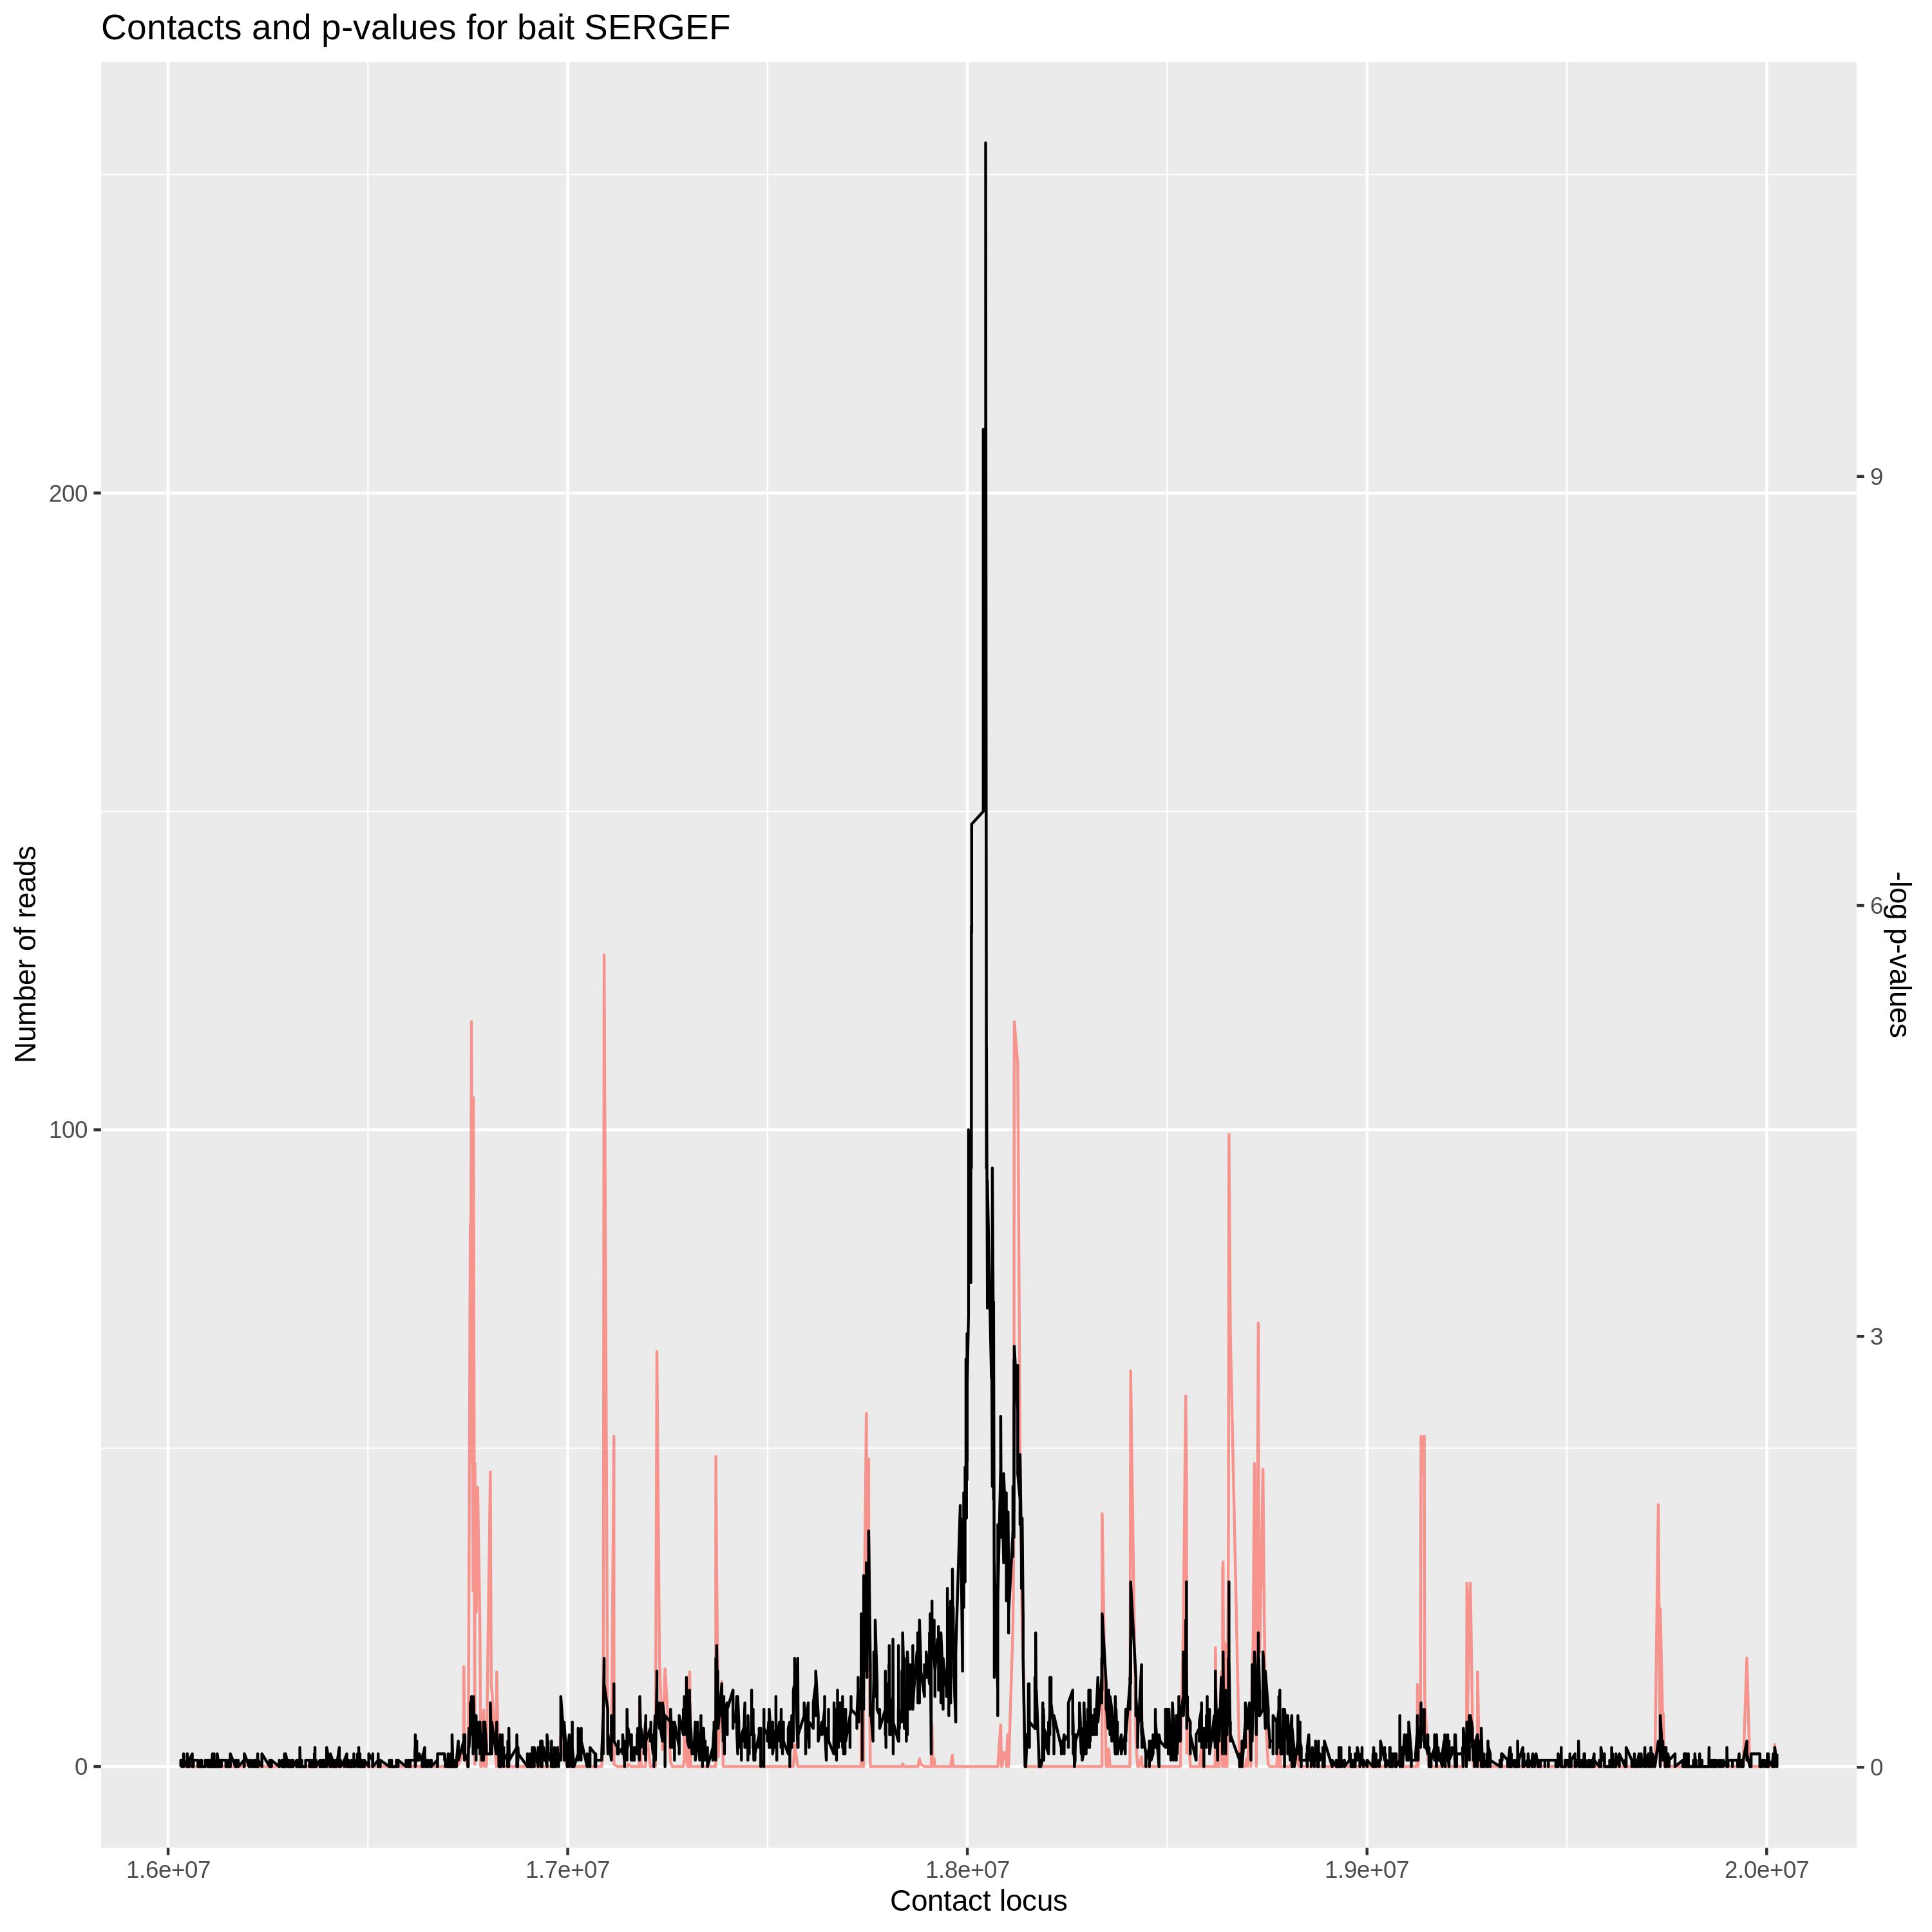 Contacts and p-values for bait SERGEF
Number of reads
200
100
0
9
6
3
0
-log p-values
1.6e+07
1.7e+07
1.8e+07
1.9e+07
2.0e+07
Contact locus